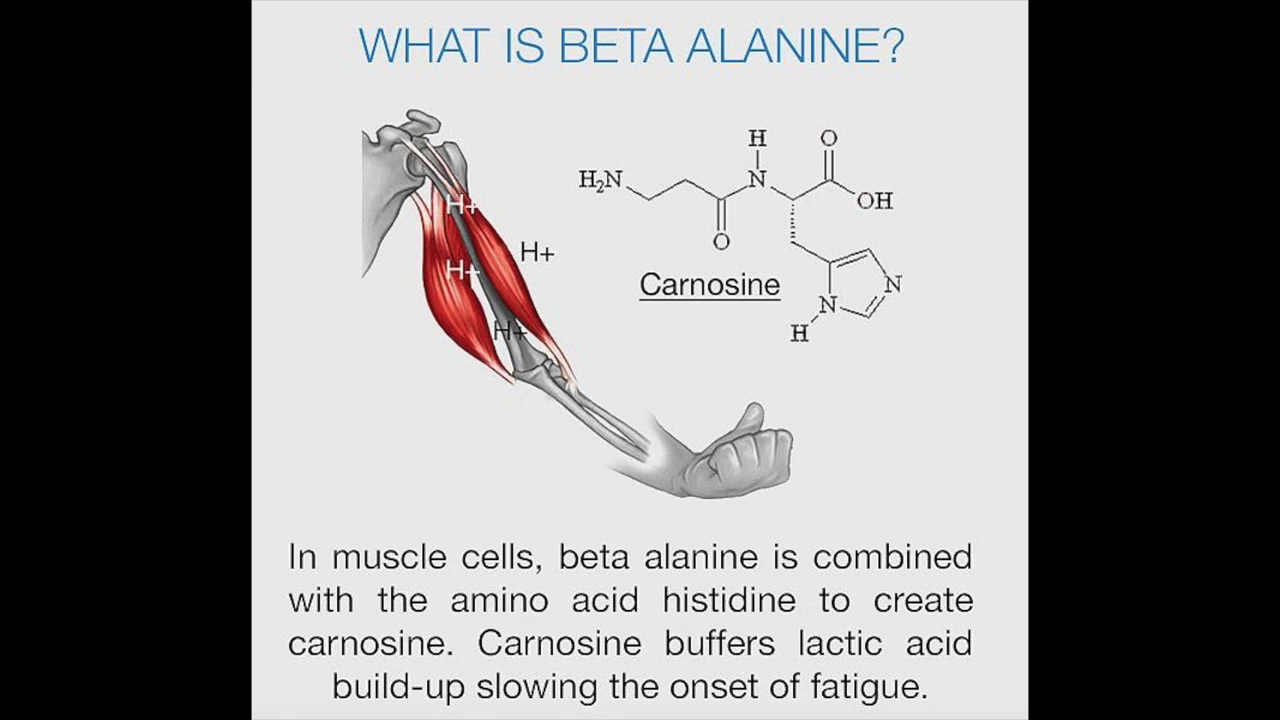 WHAT IS BETA ALANINE?
H
O
H₂N
N
OH
O
H+
H+
H+
H+
Carnosine
N
N
H
In muscle cells, beta alanine is combined
with the amino acid histidine to create
carnosine. Carnosine buffers lactic acid
build-up slowing the onset of fatigue.